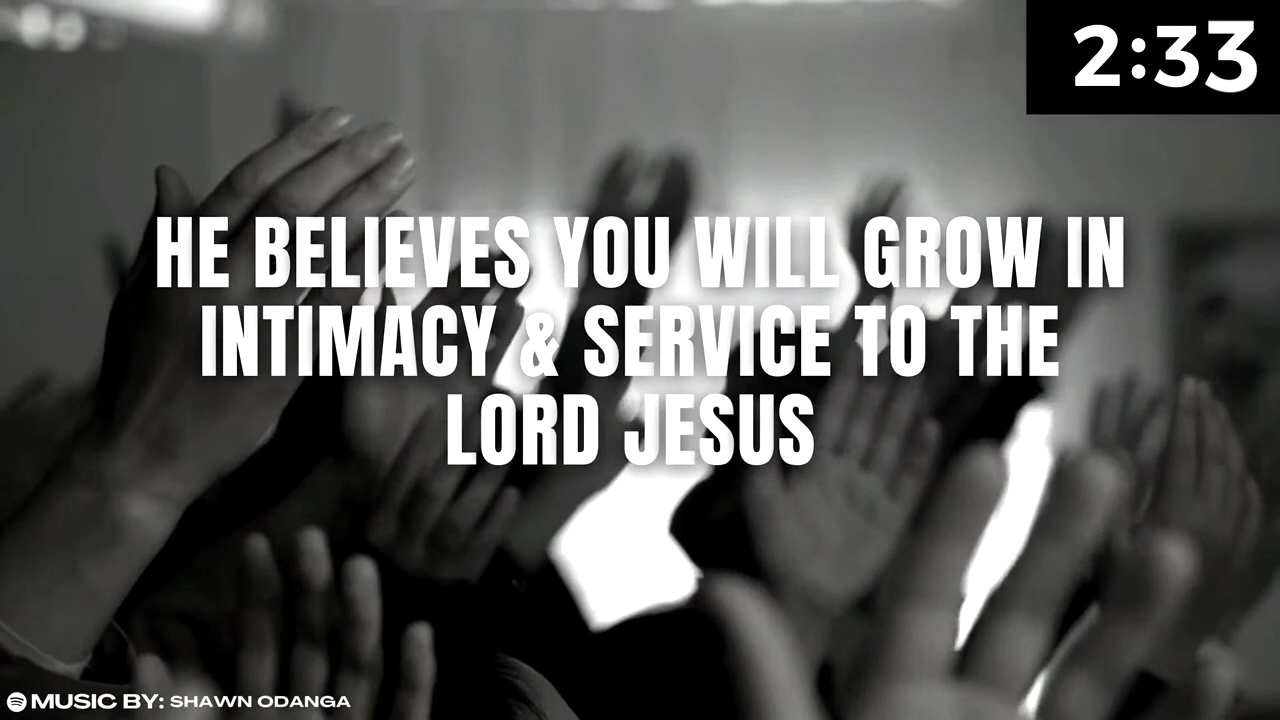 2:33
HE BELIEVES YOU WILL GROW IN
INTIMACY & SERVICE TO THE
LORD JESUS
MUSIC BY: SHAWN ODANGA